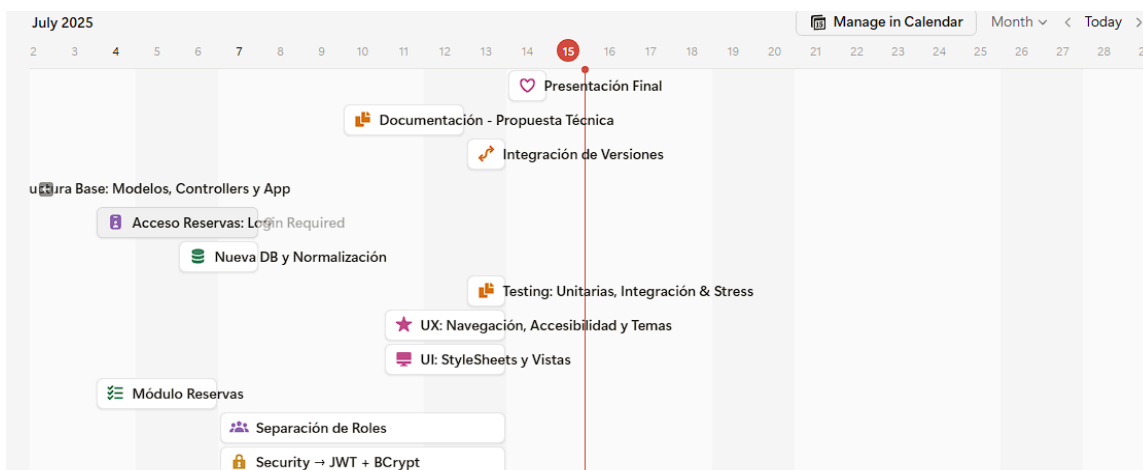 July 2025 Manage in Calendar Month Today
2 3 4 5 6 7 8 9 10 11 12 13 14 15 16 17 18 19 20 21 22 23 24 25 26 27 28 2
Presentación Final
Documentación - Propuesta Técnica
Integración de Versiones
ura Base: Modelos, Controllers y App
Acceso Reservas: Login Required
Nueva DB y Normalización
Testing: Unitarias, Integración & Stress
UX: Navegación, Accesibilidad y Temas
UI: StyleSheets y Vistas
Módulo Reservas
Separación de Roles
Security → JWT + BCrypt